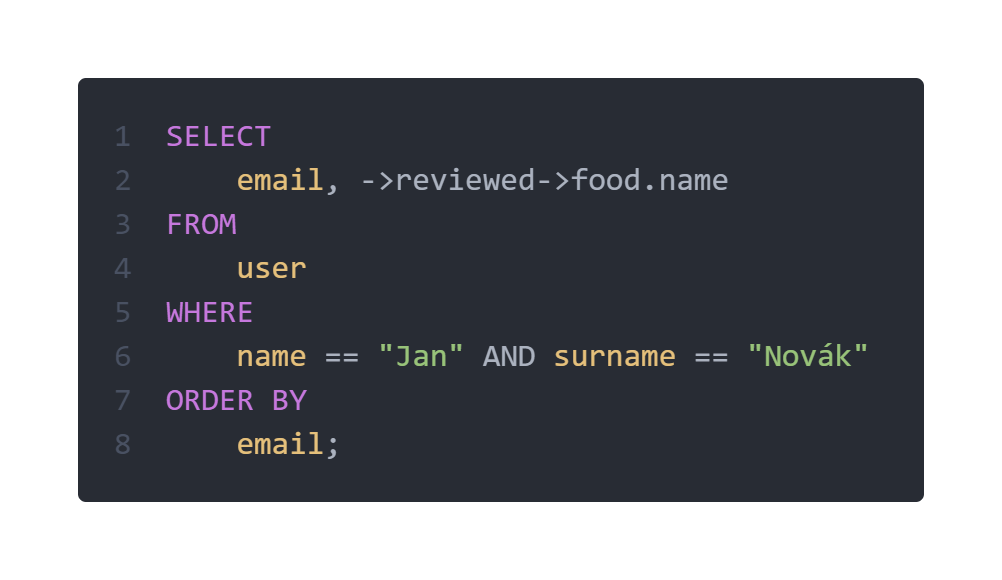 1 SELECT
2     email, ->reviewed->food.name
3 FROM
4     user
5 WHERE
6     name == "Jan" AND surname == "Novák"
7 ORDER BY
8     email;